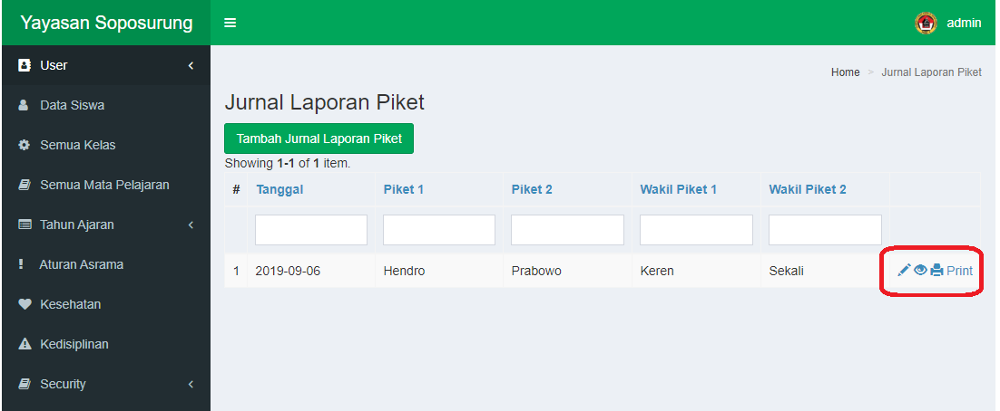 Yayasan Soposurung
admin
User
Data Siswa
Semua Kelas
Semua Mata Pelajaran
Tahun Ajaran
Aturan Asrama
Kesehatan
Kedisiplinan
Security
Home > Jurnal Laporan Piket
Jurnal Laporan Piket
Tambah Jurnal Laporan Piket
Showing 1-1 of 1 item.
# Tanggal Piket 1 Piket 2 Wakil Piket 1 Wakil Piket 2
1 2019-09-06 Hendro Prabowo Keren Sekali Print